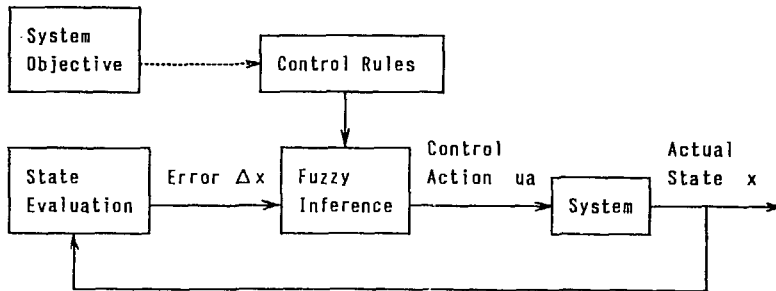 System
Objective
Control Rules
State
Evaluation
Error Δx
Fuzzy
Inference
Control
Action ua
System
Actual
State x